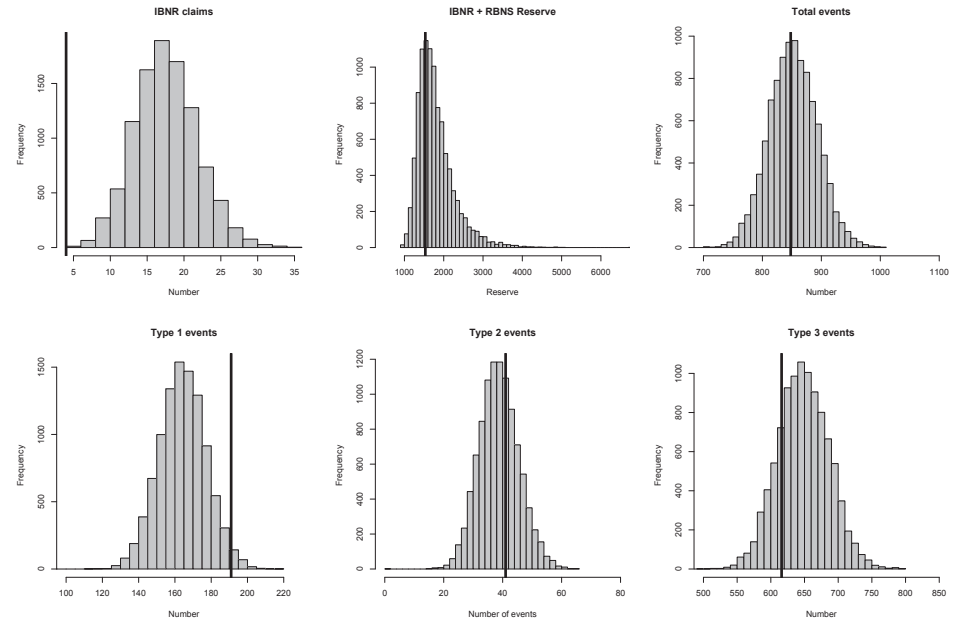 IBNR claims
Frequency
0 500 1000 1500
5 10 15 20 25 30 35
Number
IBNR + RBNS Reserve
Frequency
0 200 400 600 800 1000
1000 2000 3000 4000 5000 6000
Reserve
Total events
Frequency
0 200 400 600 800 1000
700 800 900 1000 1100
Number
Type 1 events
Frequency
0 500 1000 1500
100 120 140 160 180 200 220
Number
Type 2 events
Frequency
0 200 400 600 800 1000 1200
0 20 40 60 80
Number of events
Type 3 events
Frequency
0 200 400 600 800 1000
500 550 600 650 700 750 800 850
Number